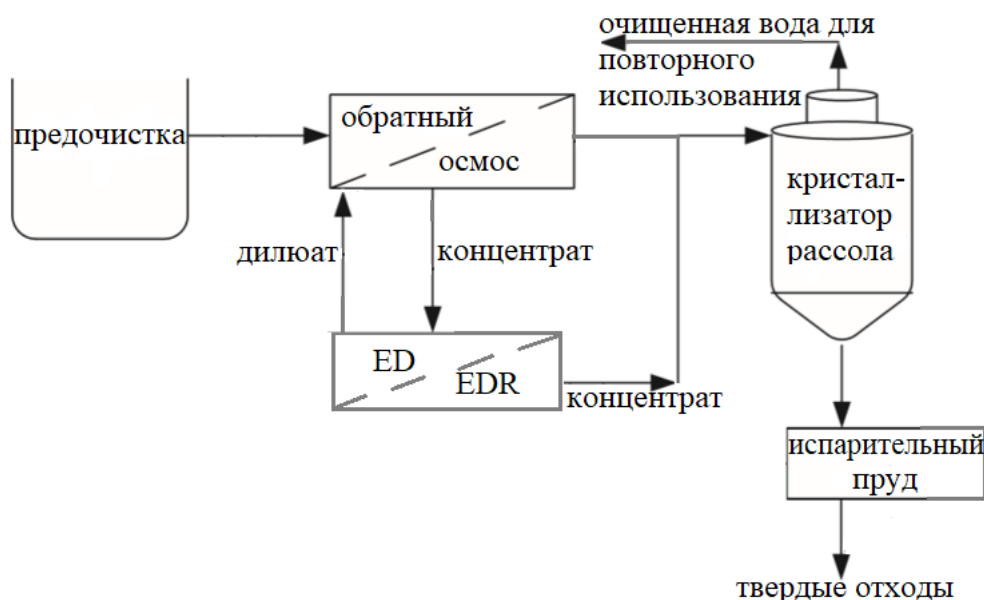 очищенная вода для
повторного
использования
предочистка
обратный
осмос
кристал-
лизатор
рассола
дилюат
концентрат
ED
EDR
концентрат
испарительный
пруд
твердые отходы